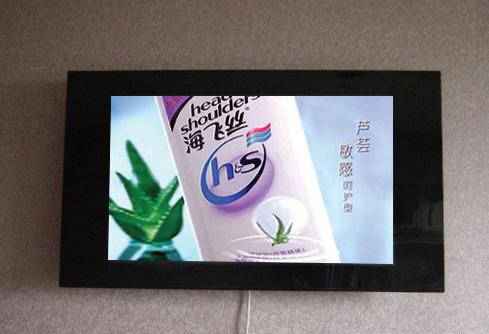 head
shoulders
海飞丝
h&s
芦荟
敏感
呵护型